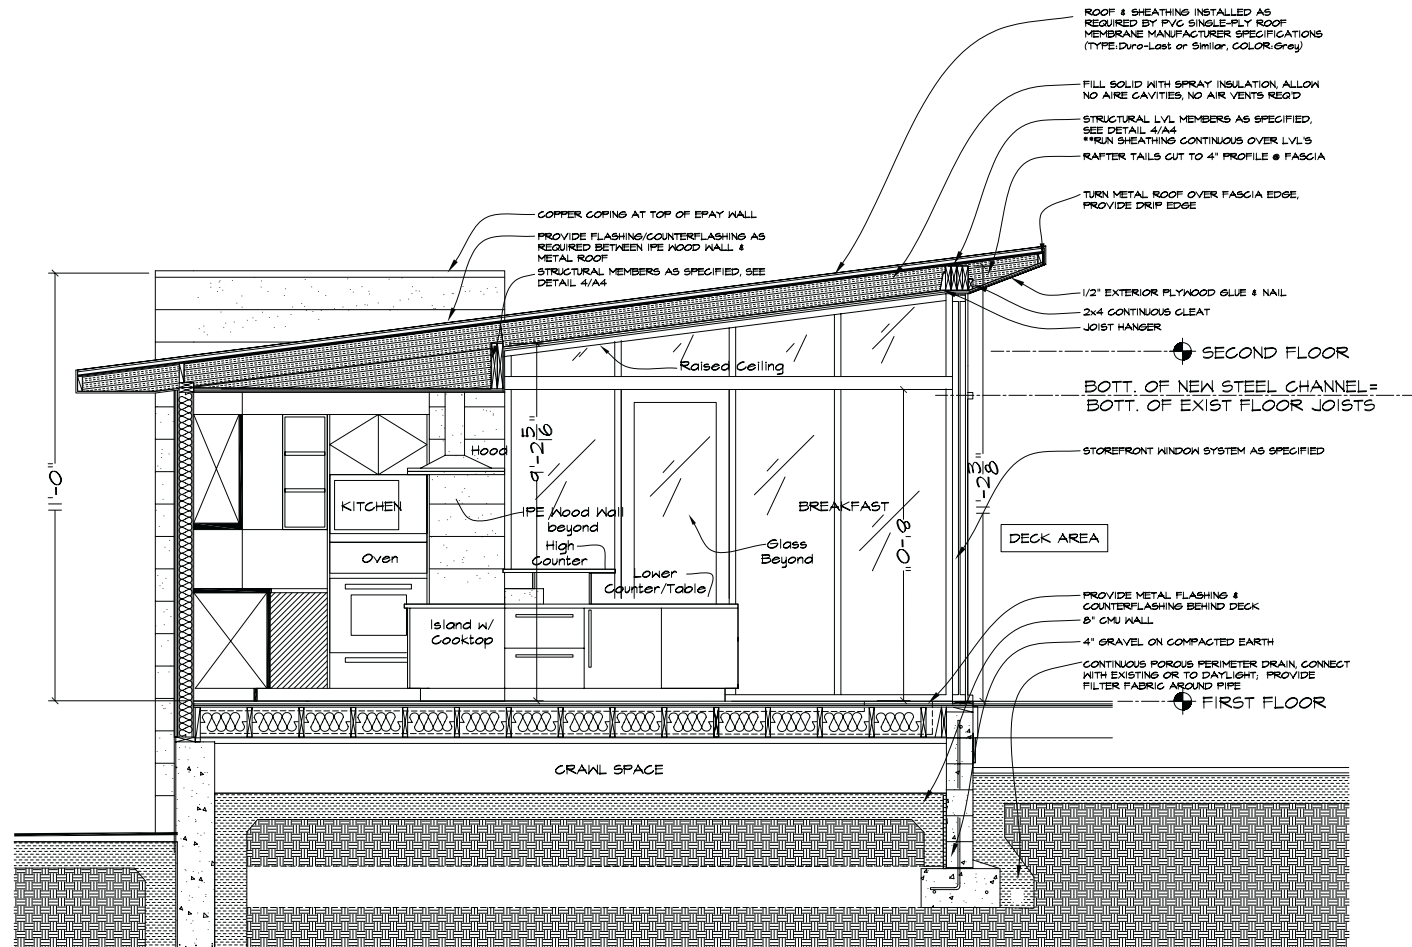 ROOF & SHEATHING INSTALLED AS
REQUIRED BY PVC SINGLE-PLY ROOF
MEMBRANE MANUFACTURER SPECIFICATIONS
(TYPE:Duro-Last or Similar, COLOR:Grey)
FILL SOLID WITH SPRAY INSULATION, ALLOW
NO AIRE CAVITIES, NO AIR VENTS REQ'D
STRUCTURAL LVL MEMBERS AS SPECIFIED,
SEE DETAIL 4/A4
**RUN SHEATHING CONTINUOUS OVER LVL'S
RAFTER TAILS CUT TO 4" PROFILE @ FASCIA
TURN METAL ROOF OVER FASCIA EDGE,
PROVIDE DRIP EDGE
COPPER COPING AT TOP OF EPAY WALL
PROVIDE FLASHING/COUNTERFLASHING AS
REQUIRED BETWEEN IPE WOOD WALL &
METAL ROOF
STRUCTURAL MEMBERS AS SPECIFIED, SEE
DETAIL 4/A4
1/2" EXTERIOR PLYWOOD GLUE & NAIL
2x4 CONTINUOUS CLEAT
JOIST HANGER
SECOND FLOOR
Raised Ceiling
BOTT. OF NEW STEEL CHANNEL=
BOTT. OF EXIST FLOOR JOISTS
Hood
STOREFRONT WINDOW SYSTEM AS SPECIFIED
11'-0"
9'-2 5/16"
11'-2 3/8"
KITCHEN
BREAKFAST
IPE Wood Wall
beyond
10'-8"
DECK AREA
Oven
High
Counter
Glass
Beyond
Lower
Counter/Table
Island w/
Cooktop
PROVIDE METAL FLASHING &
COUNTERFLASHING BEHIND DECK
8" CMU WALL
4" GRAVEL ON COMPACTED EARTH
CONTINUOUS POROUS PERIMETER DRAIN, CONNECT
WITH EXISTING OR TO DAYLIGHT; PROVIDE
FILTER FABRIC AROUND PIPE
FIRST FLOOR
CRAWL SPACE